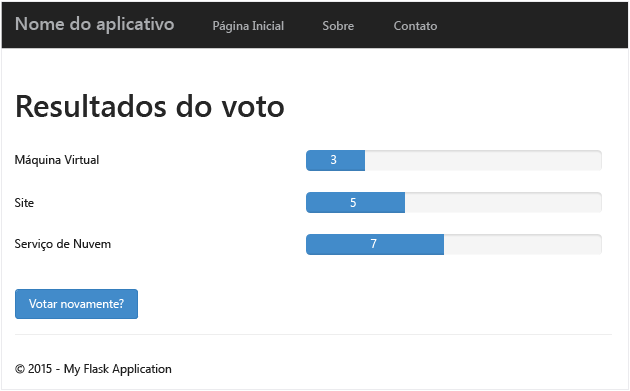 Nome do aplicativo Página Inicial Sobre Contato
Resultados do voto
Máquina Virtual 3
Site 5
Serviço de Nuvem 7
Votar novamente?
© 2015 - My Flask Application